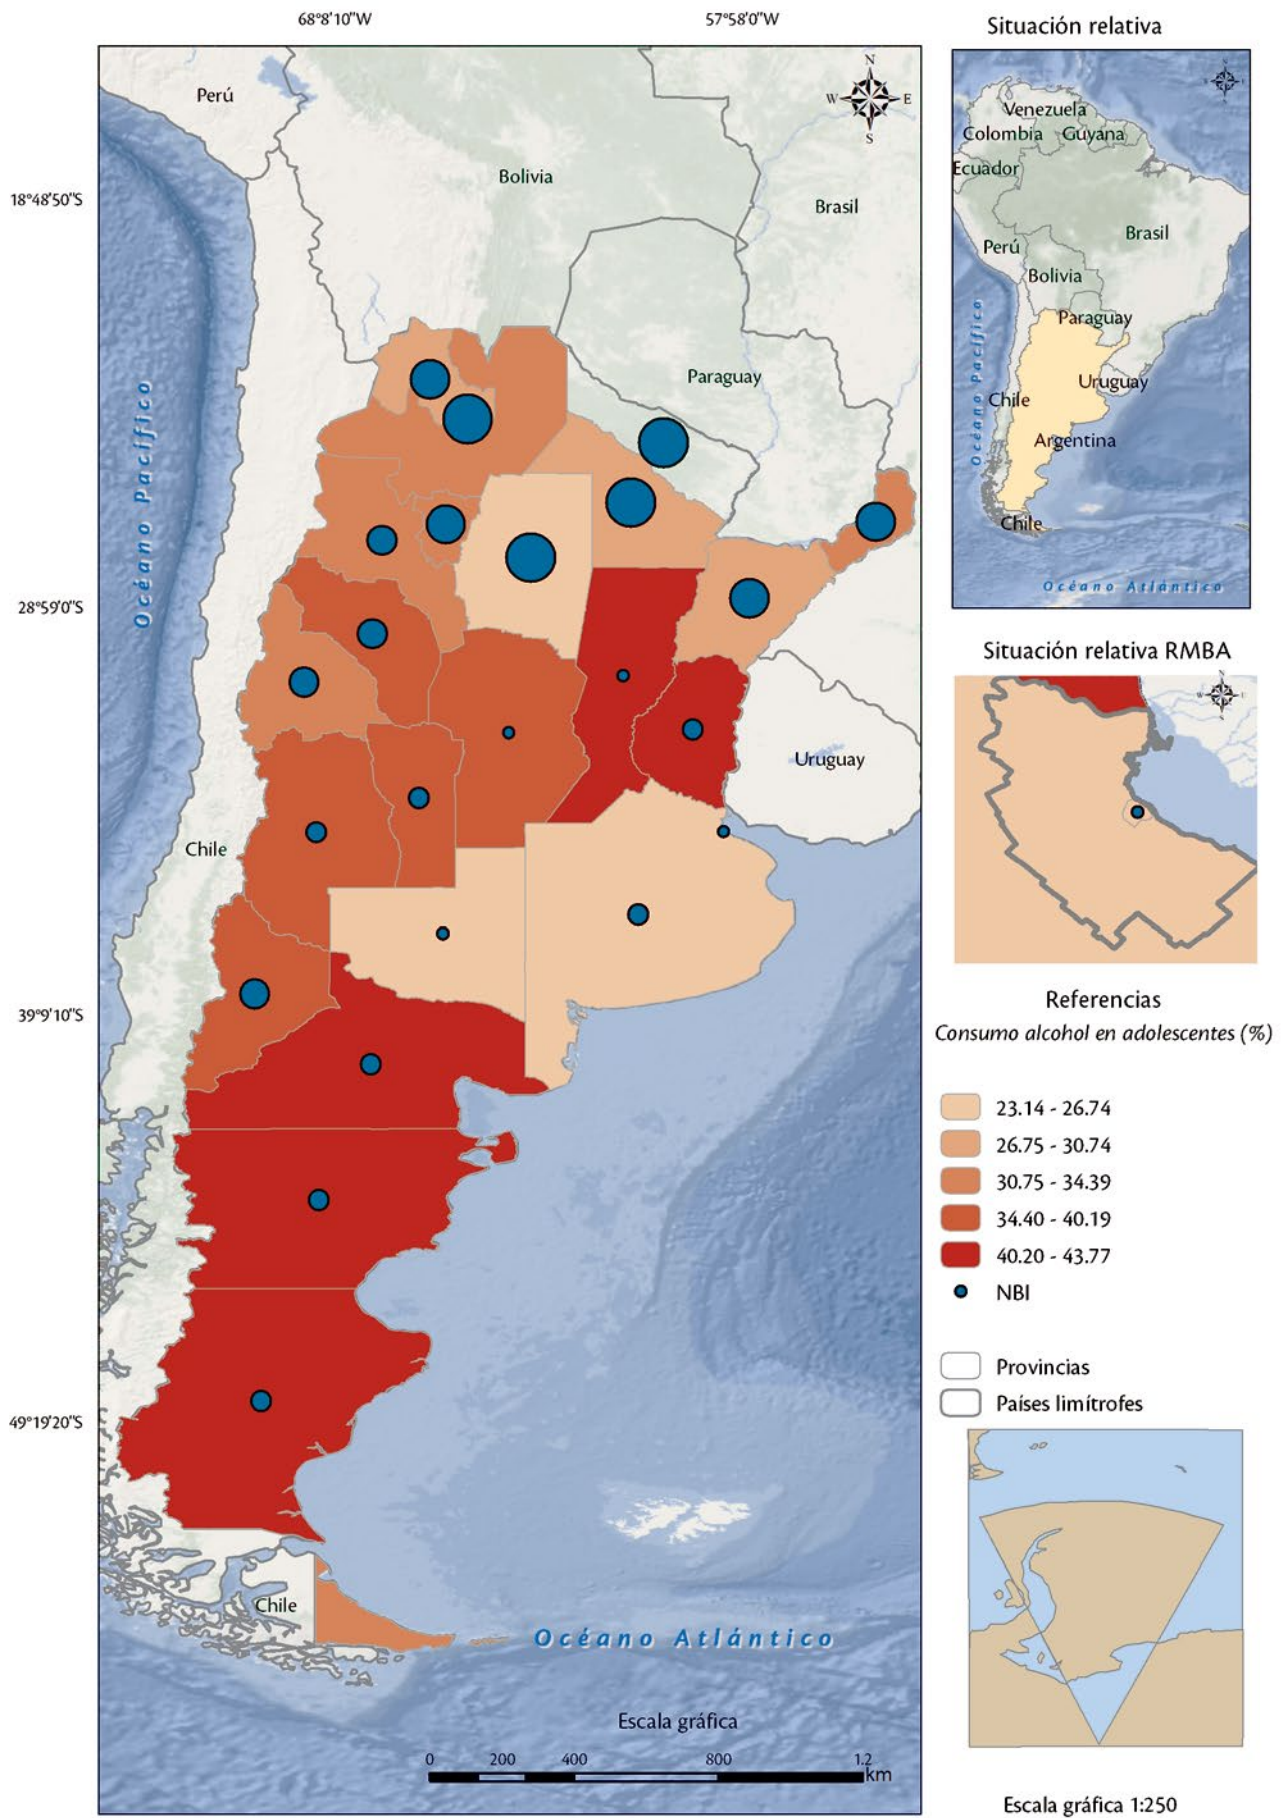 68°8'10"W
57°58'0"W
Situación relativa
18°48'50"S
28°59'0"S
39°9'10"S
49°19'20"S
N
W
E
S
Perú
Bolivia
Brasil
Paraguay
Uruguay
Chile
Chile
Océano Pacífico
Océano Atlántico
Escala gráfica
0
200
400
800
1.2
km
Venezuela
Colombia
Guyana
Ecuador
Brasil
Perú
Bolivia
Paraguay
Uruguay
Chile
Argentina
Chile
Océano Pacífico
Océano Atlántico
Situación relativa RMBA
N
W
E
S
Referencias
Consumo alcohol en adolescentes (%)
23.14 - 26.74
26.75 - 30.74
30.75 - 34.39
34.40 - 40.19
40.20 - 43.77
NBI
Provincias
Países limítrofes
Escala gráfica 1:250